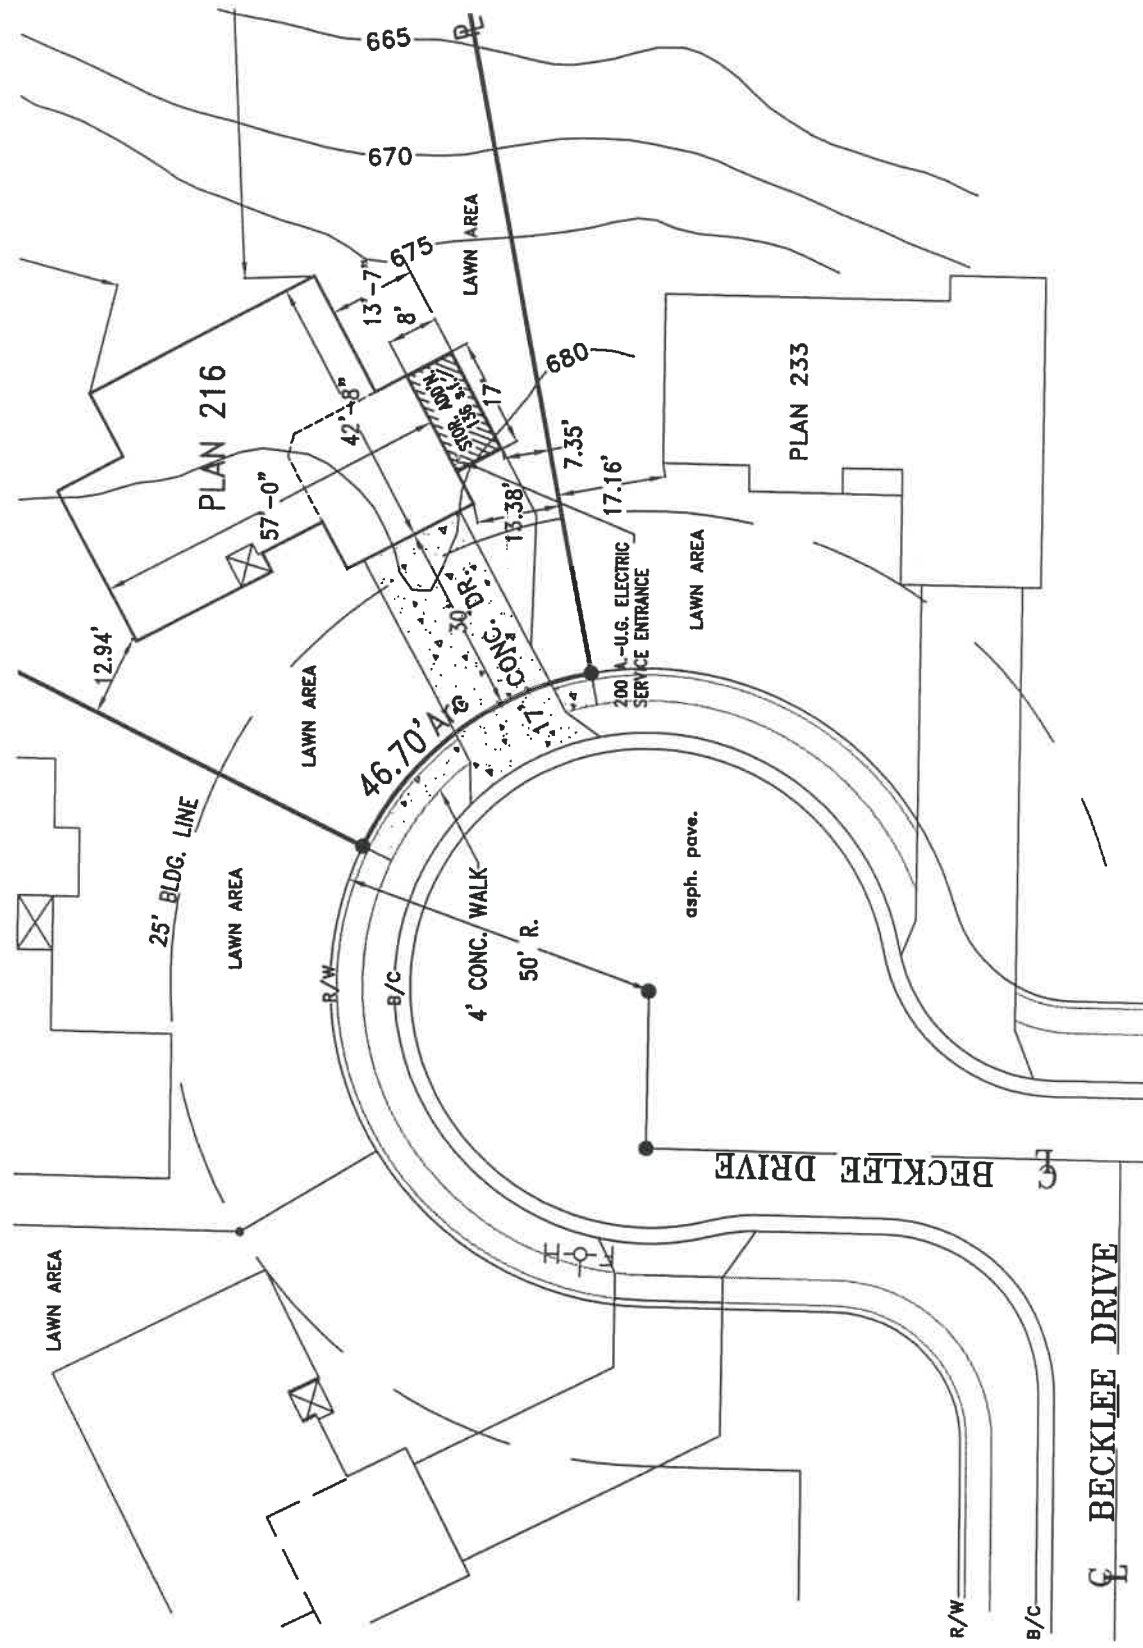 665
PL
670
675
LAWN AREA
13'-7"
8'
680
PLAN 216
42'-8"
STOR. ADD'N.
136 s.f.
17'
PLAN 233
57'-0"
7.35'
17.16'
13.38'
12.94'
LAWN AREA
17' CONC. DR.
30'
200 A.-U.G. ELECTRIC
SERVICE ENTRANCE
LAWN AREA
46.70' Arc
25' BLDG. LINE
LAWN AREA
R/W
B/C
4' CONC. WALK
50' R.
asph. pave.
BECKLEE DRIVE
CL
LAWN AREA
F H
BECKLEE DRIVE
CL
R/W
B/C